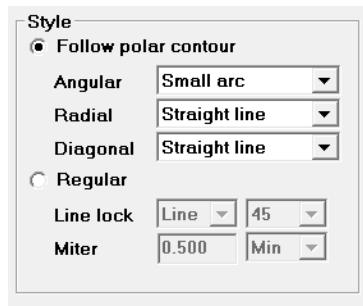 Style
Follow polar contour
Angular Small arc
Radial Straight line
Diagonal Straight line
Regular
Line lock Line 45
Miter 0.500 Min